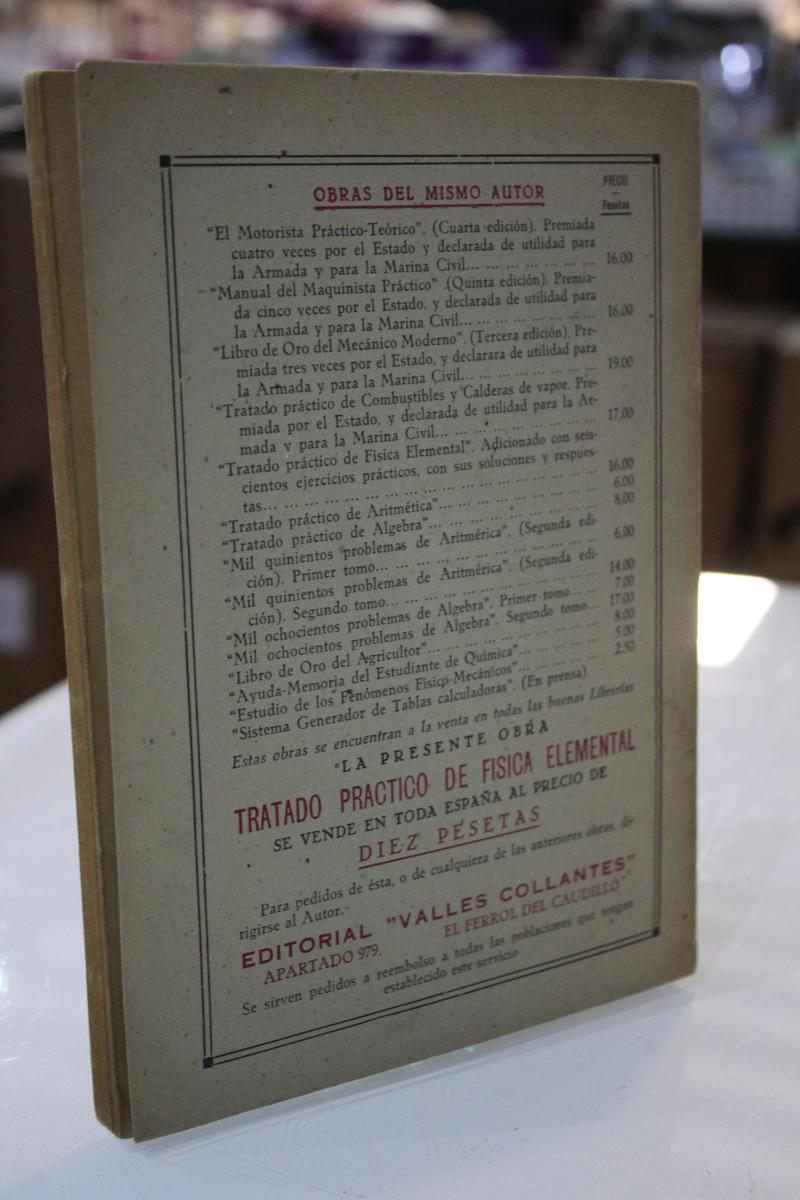 OBRAS DEL MISMO AUTOR
PRECIO
Pesetas
"El Motorista Práctico-Teórico". (Cuarta edición). Premiada
cuatro veces por el Estado y declarada de utilidad para
la Armada y para la Marina Civil... ... ... ... ... ... ... 16.00
"Manual del Maquinista Práctico" .(Quinta edición). Premia-
da cinco veces por el Estado, y declarada de utilidad para
la Armada y para la Marina Civil... ... ... ... ... ... ... 16.00
"Libro de Oro del Mecánico Moderno". (Tercera edición). Pre-
miada tres veces por el Estado, y declarara de utilidad para
la Armada y para la Marina Civil... ... ... ... ... ... ... 19.00
"Tratado práctico de Combustibles y Calderas de vapor. Pre-
miada por el Estado, y declarada de utilidad para la Ar-
mada y para la Marina Civil... ... ... ... ... ... ... ... 17.00
"Tratado práctico de Fisica Elemental". Adicionado con seis-
cientos ejercicios prácticos, con sus soluciones y respues-
tas... ... ... ... ... ... ... ... ... ... ... ... ... ... 16.00
"Tratado práctico de Aritmética"... ... ... ... ... ... ... 6.00
"Tratado práctico de Algebra"... ... ... ... ... ... ... ... 8.00
"Mil quinientos problemas de Aritmérica". (Segunda edi-
ción). Primer tomo... ... ... ... ... ... ... ... ... ... 6.00
"Mil quinientos problemas de Aritmérica". (Segunda edi-
ción). Segundo tomo... ... ... ... ... ... ... ... ... ... 14.00
"Mil ochocientos problemas de Algebra". Primer tomo... ... 7.00
"Mil ochocientos problemas de Algebra". Segundo tomo... 17.00
"Libro de Oro del Agricultor"... ... ... ... ... ... ... ... 8.00
"Ayuda-Memoria del Estudiante de Química"... ... ... ... 5.00
"Estudio de los Fenómenos Fisico-Mecánicos"... ... ... ... 2.50
"Sistema Generador de Tablas calculadoras". (En prensa).
Estas obras se encuentran a la venta en todas las buenas Librerías
"LA PRESENTE OBRA
TRATADO PRACTICO DE FISICA ELEMENTAL
SE VENDE EN TODA ESPAÑA AL PRECIO DE
DIEZ PESETAS
Para pedidos de ésta, o de cualquiera de las anteriores obras, di-
rigirse al Autor.
EDITORIAL "VALLES COLLANTES"
APARTADO 979. EL FERROL DEL CAUDILLO
Se sirven pedidos a reembolso a todas las poblaciones que tengan
establecido este servicio